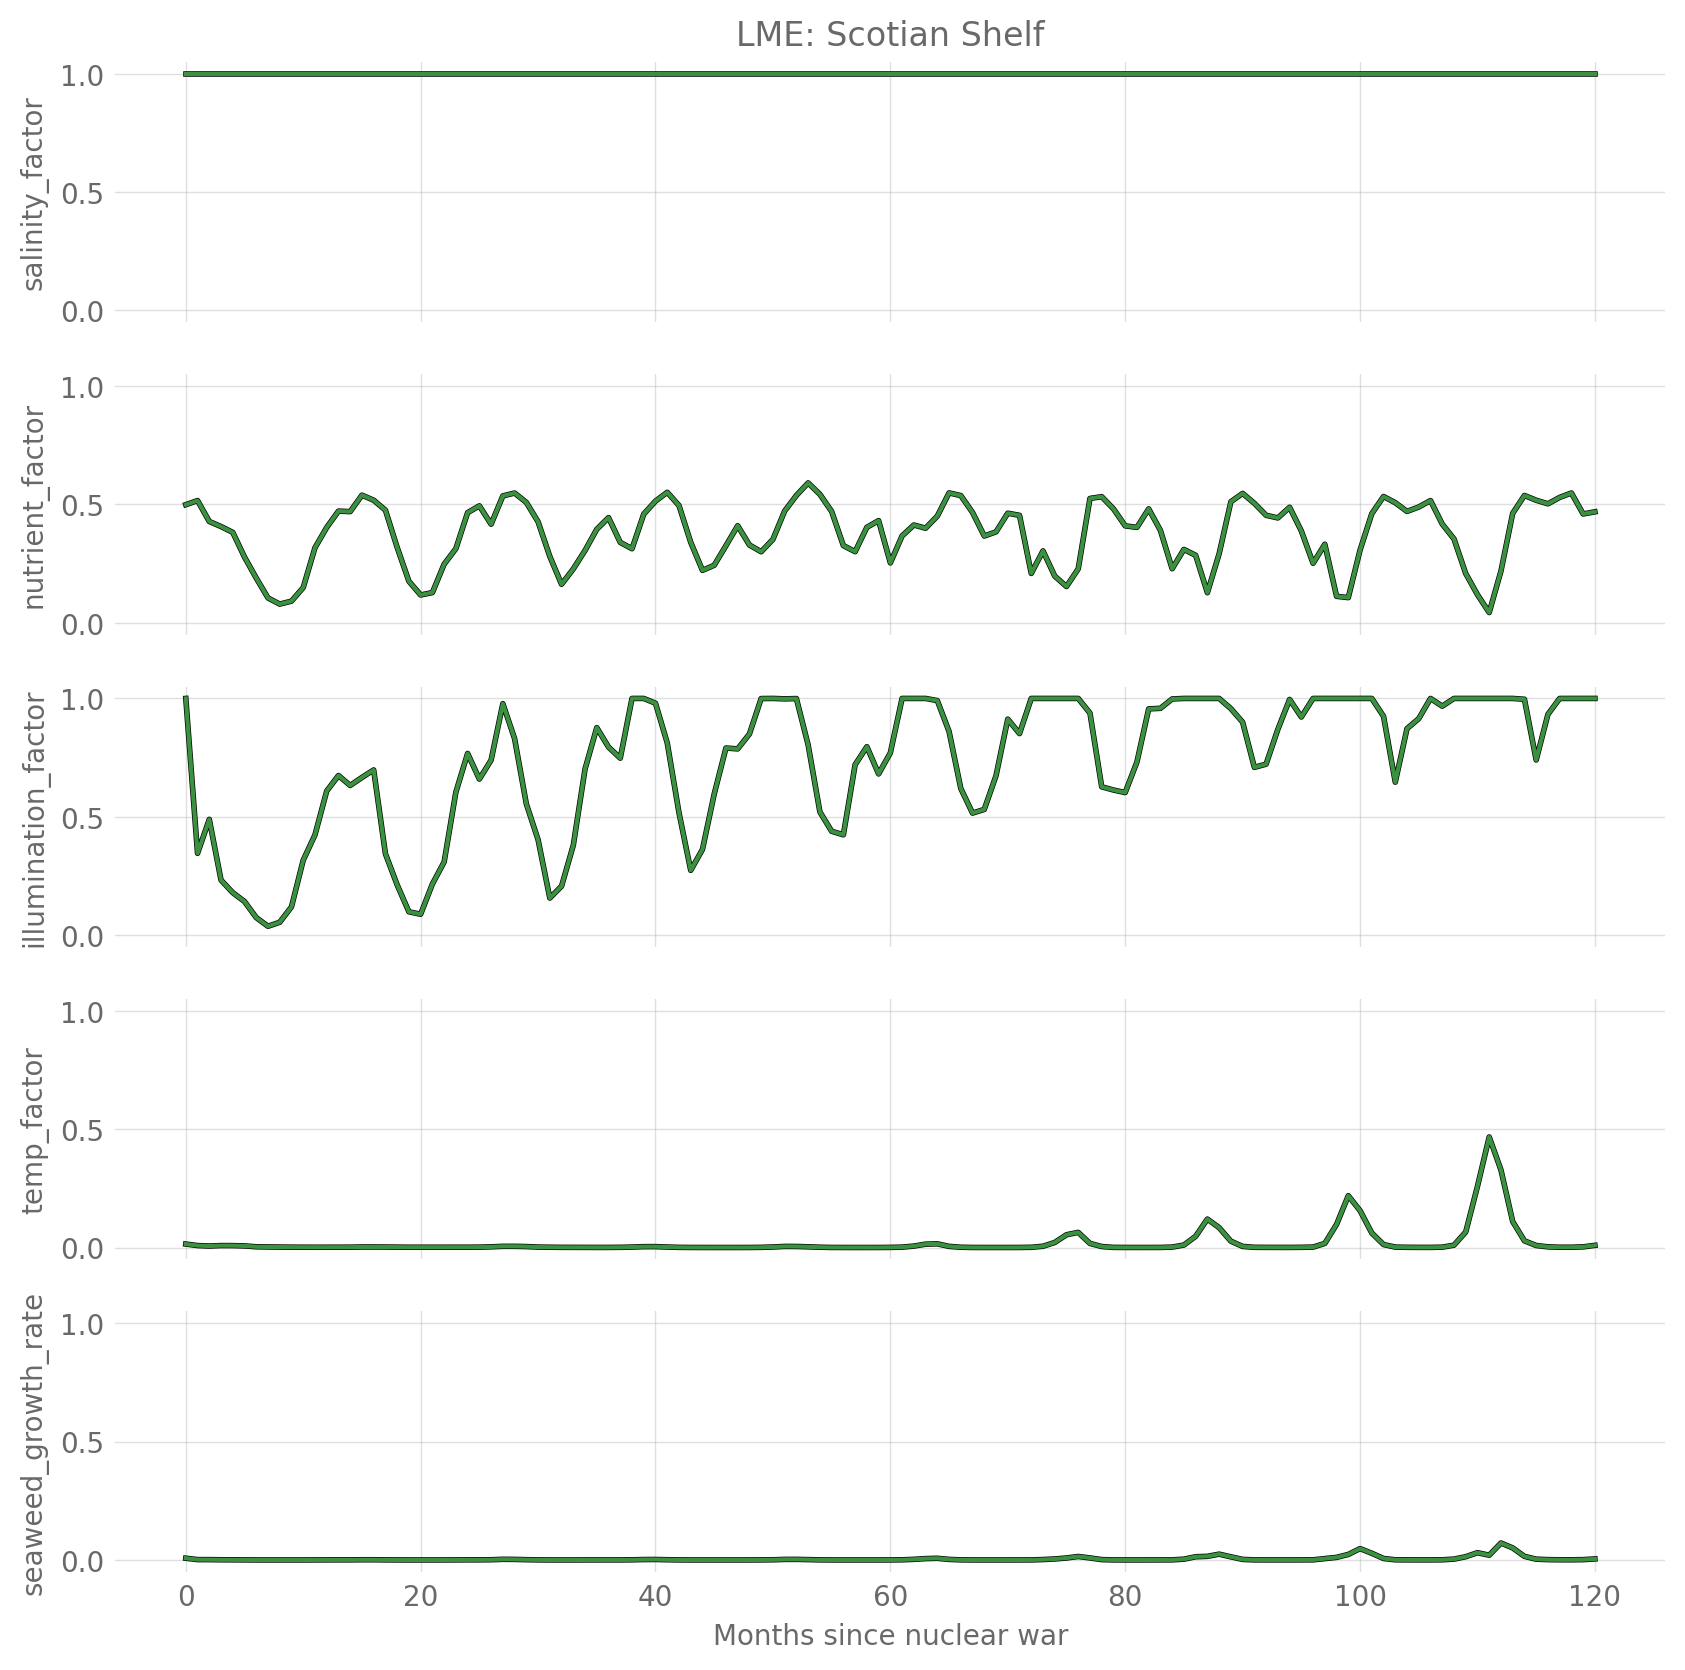 LME: Scotian Shelf
1.0
0.5
0.0
salinity_factor
1.0
0.5
0.0
nutrient_factor
1.0
0.5
0.0
illumination_factor
1.0
0.5
0.0
temp_factor
1.0
0.5
0.0
seaweed_growth_rate
0 20 40 60 80 100 120
Months since nuclear war